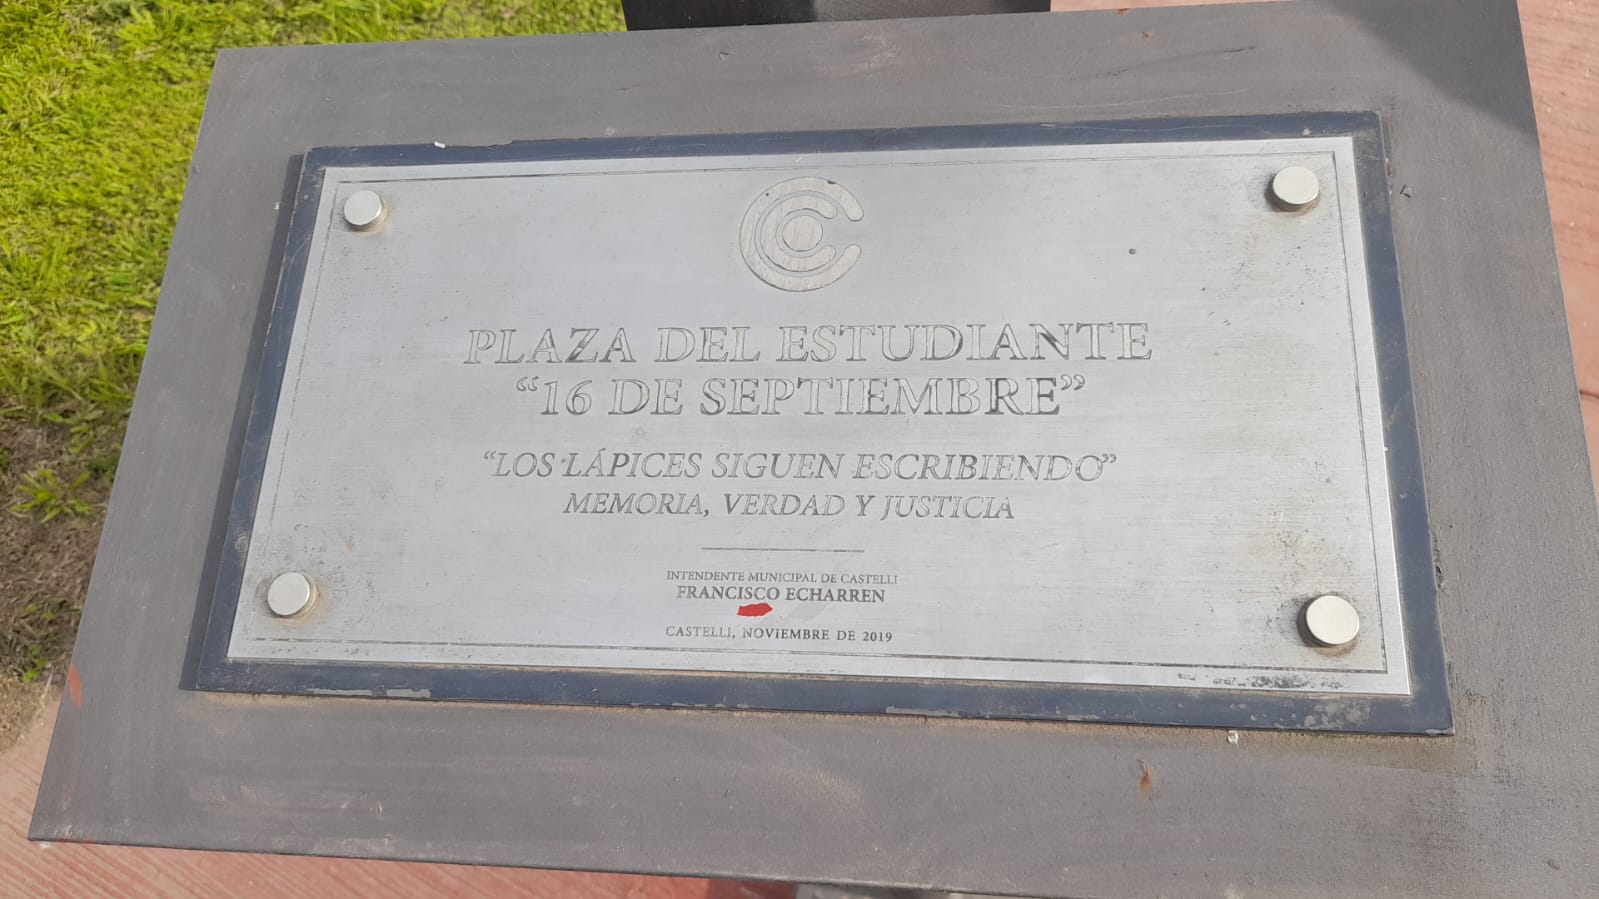 PLAZA DEL ESTUDIANTE
“16 DE SEPTIEMBRE”
“LOS LÁPICES SIGUEN ESCRIBIENDO”
MEMORIA, VERDAD Y JUSTICIA
INTENDENTE MUNICIPAL DE CASTELLI
FRANCISCO ECHARREN
CASTELLI, NOVIEMBRE DE 2019